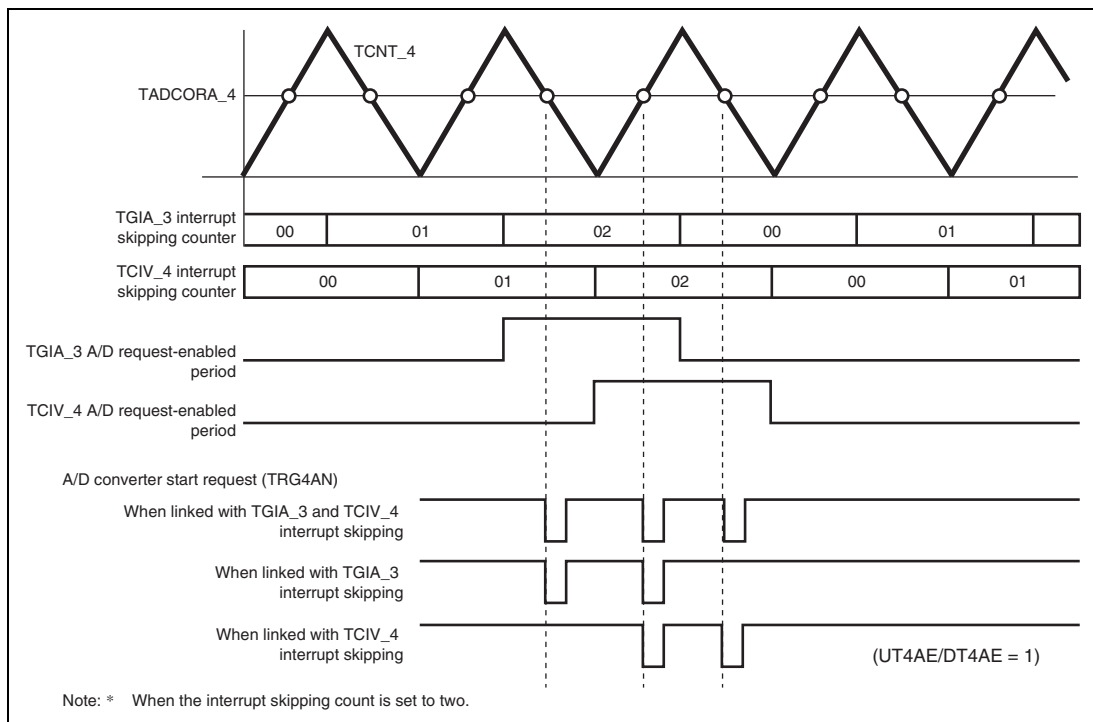 TCNT_4
TADCORA_4
TGIA_3 interrupt
skipping counter
00 01 02 00 01
TCIV_4 interrupt
skipping counter
00 01 02 00 01
TGIA_3 A/D request-enabled
period
TCIV_4 A/D request-enabled
period
A/D converter start request (TRG4AN)
When linked with TGIA_3 and TCIV_4
interrupt skipping
When linked with TGIA_3
interrupt skipping
When linked with TCIV_4
interrupt skipping
(UT4AE/DT4AE = 1)
Note: * When the interrupt skipping count is set to two.